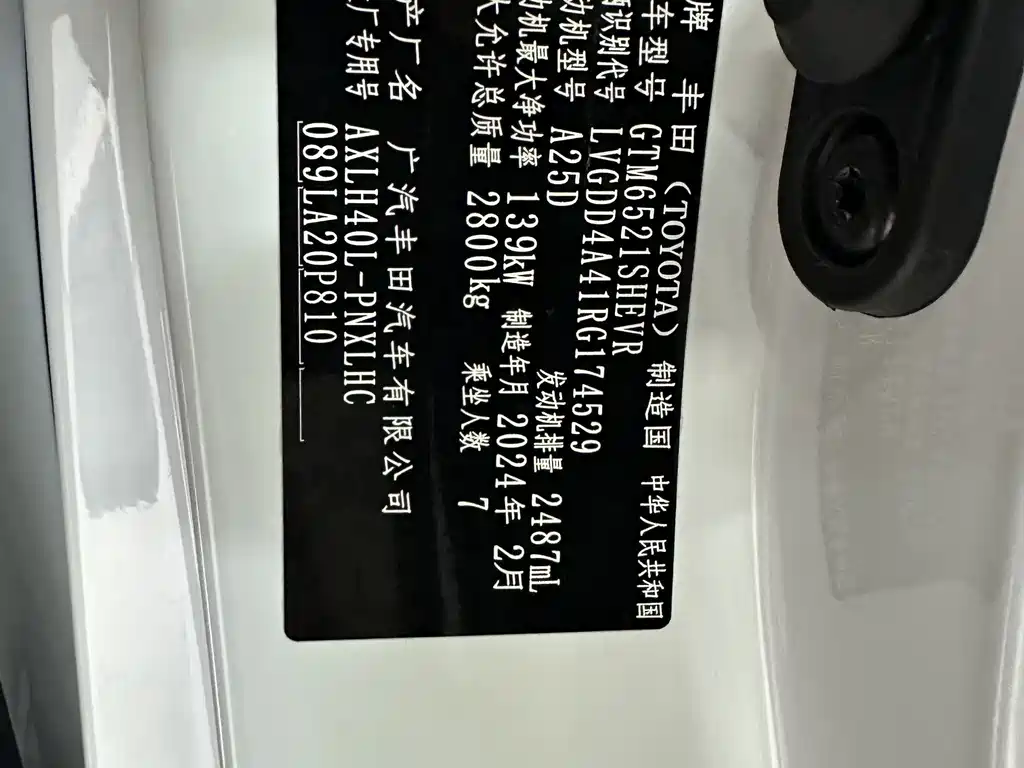 牌 丰田 (TOYOTA) 制造国 中华人民共和国
车型号 GTM6521SHEVR
识别代号 LVGDD4A41RG174529
动机型号 A25D 发动机排量 2487mL
动机最大净功率 139kW 制造年月 2024年 2月
大允许总质量 2800kg 乘坐人数 7
产厂名 广汽丰田汽车有限公司
厂专用号 AXLH40L-PNXLHC
089LA20P810